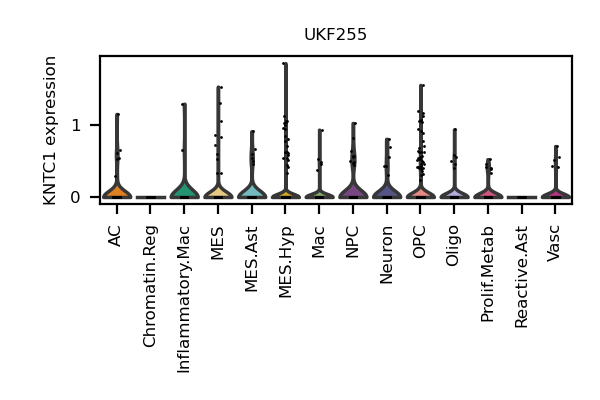 UKF255
KNTC1 expression
1
0
AC
Chromatin.Reg
Inflammatory.Mac
MES
MES.Ast
MES.Hyp
Mac
NPC
Neuron
OPC
Oligo
Prolif.Metab
Reactive.Ast
Vasc